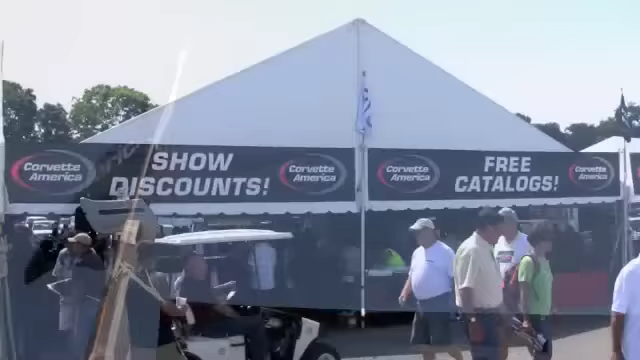 Corvette
America
SHOW
DISCOUNTS!
Corvette
America
Corvette
America
FREE
CATALOGS!
Corvette
America